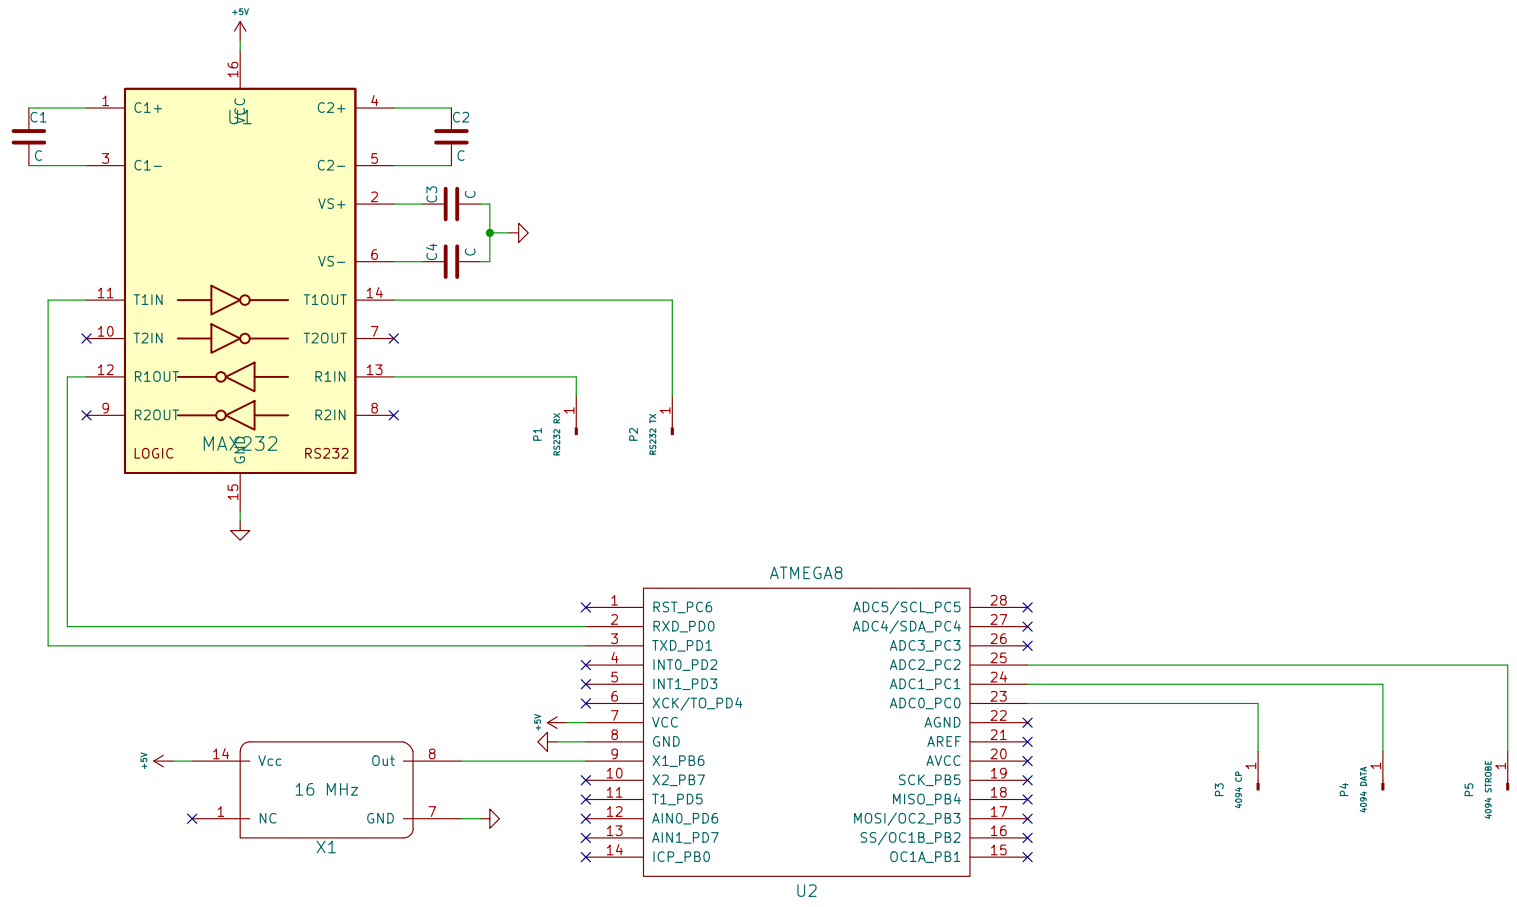 +5V
16
VCC
U1
1 C1+
C2+ 4
C1
C
C2
C
3 C1-
C2- 5
VS+ 2
C3
C
VS- 6
C4
C
11 T1IN
T1OUT 14
10 T2IN
T2OUT 7
12 R1OUT
R1IN 13
9 R2OUT
R2IN 8
MAX232
GND
LOGIC
RS232
15
1
P1
RS232 RX
1
P2
RS232 TX
ATMEGA8
1 RST_PC6
2 RXD_PD0
3 TXD_PD1
4 INT0_PD2
5 INT1_PD3
6 XCK/TO_PD4
+5V
7 VCC
8 GND
9 X1_PB6
10 X2_PB7
11 T1_PD5
12 AIN0_PD6
13 AIN1_PD7
14 ICP_PB0
ADC5/SCL_PC5 28
ADC4/SDA_PC4 27
ADC3_PC3 26
ADC2_PC2 25
ADC1_PC1 24
ADC0_PC0 23
AGND 22
AREF 21
AVCC 20
SCK_PB5 19
MISO_PB4 18
MOSI/OC2_PB3 17
SS/OC1B_PB2 16
OC1A_PB1 15
U2
+5V
14 Vcc
Out 8
16 MHz
1 NC
GND 7
X1
1
P3
4094 CP
1
P4
4094 DATA
1
P5
4094 STROBE